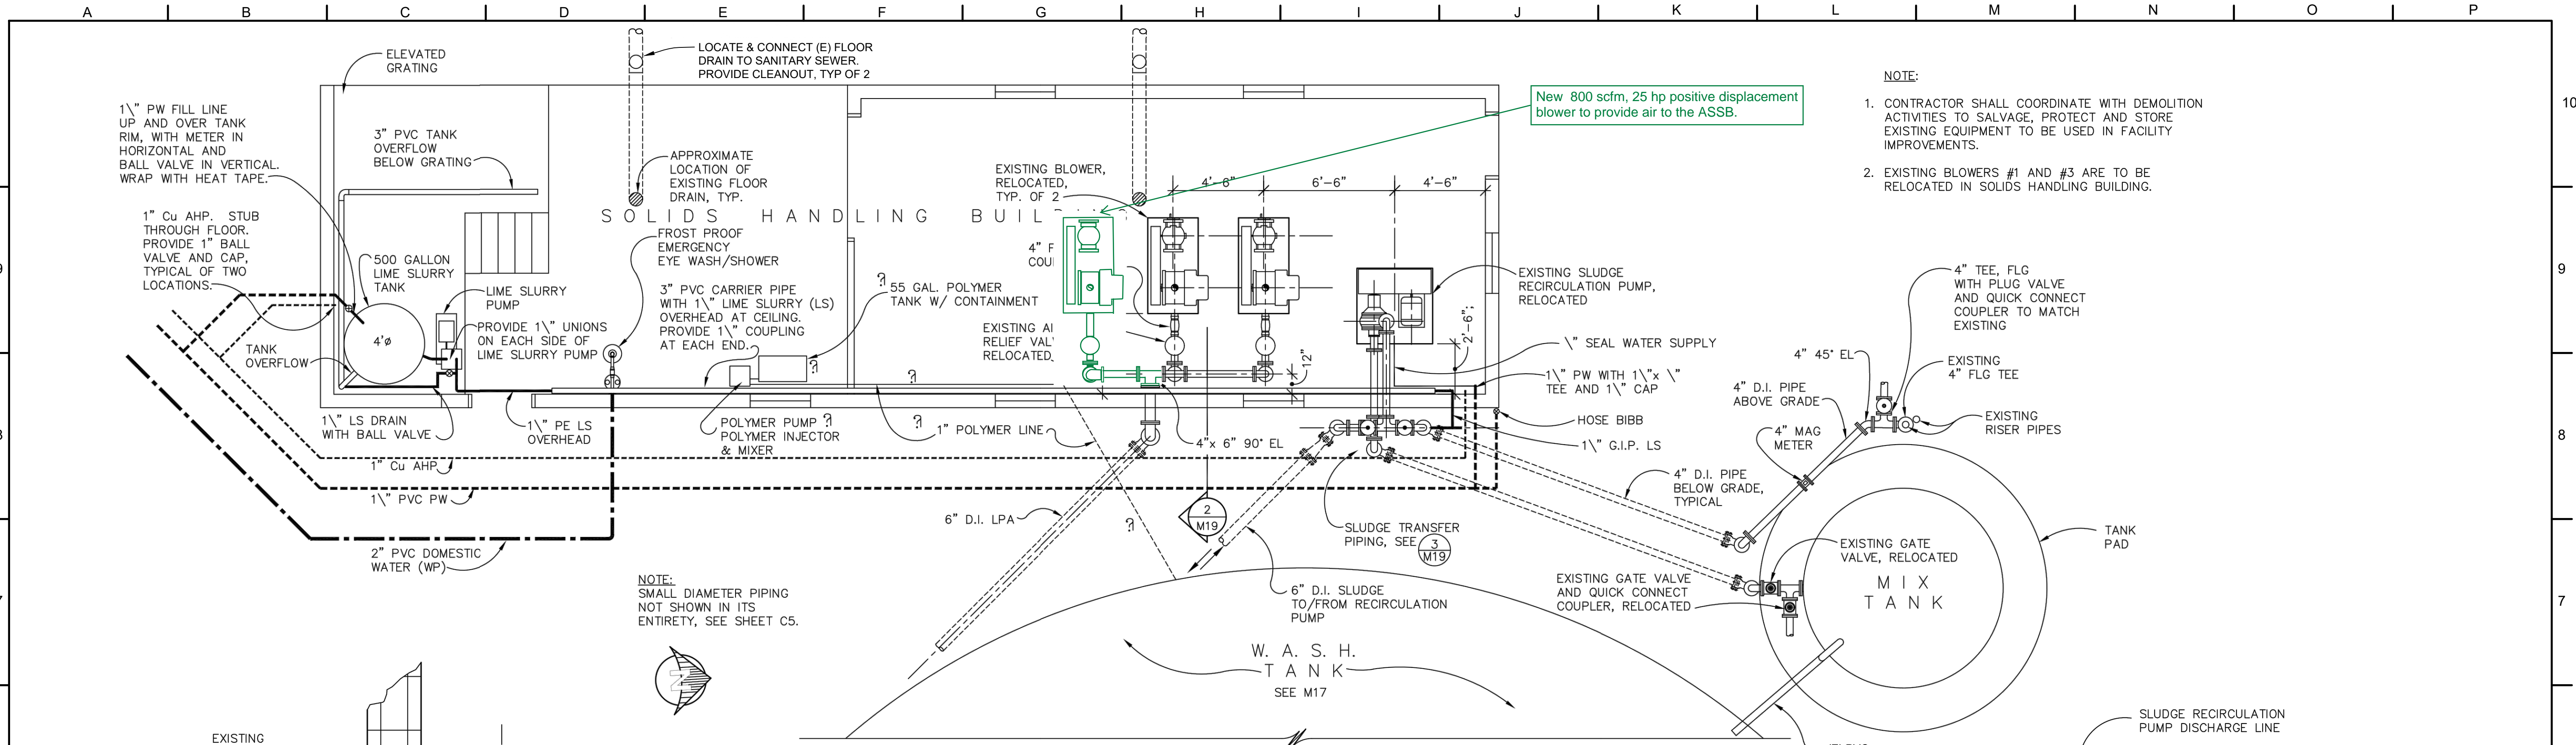 A B C D E F G H I J K L M N O P
ELEVATED
GRATING
LOCATE & CONNECT (E) FLOOR
DRAIN TO SANITARY SEWER.
PROVIDE CLEANOUT, TYP OF 2
New 800 scfm, 25 hp positive displacement
blower to provide air to the ASSB.
NOTE:
1. CONTRACTOR SHALL COORDINATE WITH DEMOLITION
ACTIVITIES TO SALVAGE, PROTECT AND STORE
EXISTING EQUIPMENT TO BE USED IN FACILITY
IMPROVEMENTS.
2. EXISTING BLOWERS #1 AND #3 ARE TO BE
RELOCATED IN SOLIDS HANDLING BUILDING.
10
1\" PW FILL LINE
UP AND OVER TANK
RIM, WITH METER IN
HORIZONTAL AND
BALL VALVE IN VERTICAL.
WRAP WITH HEAT TAPE.
3" PVC TANK
OVERFLOW
BELOW GRATING
APPROXIMATE
LOCATION OF
EXISTING FLOOR
DRAIN, TYP.
EXISTING BLOWER,
RELOCATED,
TYP. OF 2
4'-6"
6'-6"
4'-6"
SOLIDS HANDLING BUIL
1" Cu AHP. STUB
THROUGH FLOOR.
PROVIDE 1" BALL
VALVE AND CAP,
TYPICAL OF TWO
LOCATIONS.
500 GALLON
LIME SLURRY
TANK
LIME SLURRY
PUMP
PROVIDE 1\" UNIONS
ON EACH SIDE OF
LIME SLURRY PUMP
4'ø
TANK
OVERFLOW
FROST PROOF
EMERGENCY
EYE WASH/SHOWER
3" PVC CARRIER PIPE
WITH 1\" LIME SLURRY (LS)
OVERHEAD AT CEILING.
PROVIDE 1\" COUPLING
AT EACH END.
?
55 GAL. POLYMER
TANK W/ CONTAINMENT
?
?
4" F
COU
EXISTING AI
RELIEF VAL
RELOCATED
12"
2'-6";
EXISTING SLUDGE
RECIRCULATION PUMP,
RELOCATED
\" SEAL WATER SUPPLY
1\" PW WITH 1\"x \"
TEE AND 1\" CAP
HOSE BIBB
1\" G.I.P. LS
9
9
4" TEE, FLG
WITH PLUG VALVE
AND QUICK CONNECT
COUPLER TO MATCH
EXISTING
4" 45° EL
EXISTING
4" FLG TEE
4" D.I. PIPE
ABOVE GRADE
EXISTING
RISER PIPES
4" MAG
METER
8
8
1\" LS DRAIN
WITH BALL VALVE
1\" PE LS
OVERHEAD
POLYMER PUMP ?
POLYMER INJECTOR
& MIXER
?
1" POLYMER LINE
4"x 6" 90° EL
1" Cu AHP
1\" PVC PW
2" PVC DOMESTIC
WATER (WP)
6" D.I. LPA
?
2
M19
SLUDGE TRANSFER
PIPING, SEE
3
M19
4" D.I. PIPE
BELOW GRADE,
TYPICAL
EXISTING GATE
VALVE, RELOCATED
TANK
PAD
MIX
TANK
EXISTING GATE VALVE
AND QUICK CONNECT
COUPLER, RELOCATED
7
7
NOTE:
SMALL DIAMETER PIPING
NOT SHOWN IN ITS
ENTIRETY, SEE SHEET C5.
N
6" D.I. SLUDGE
TO/FROM RECIRCULATION
PUMP
W. A. S. H.
TANK
SEE M17
SLUDGE RECIRCULATION
PUMP DISCHARGE LINE
EXISTING